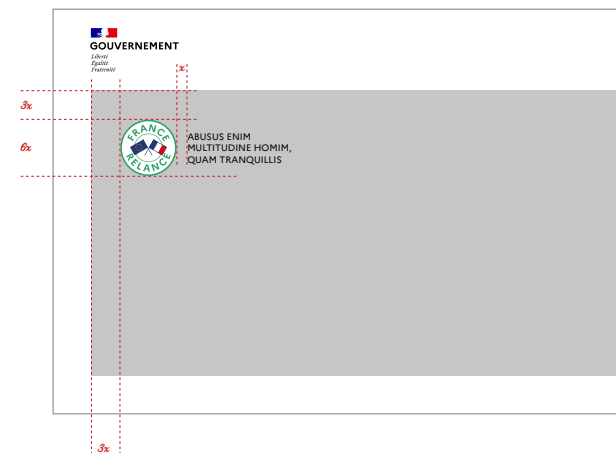 GOUVERNEMENT
Liberté
Égalité
Fraternité
x
3x
6x
FRANCE
RELANCE
ABUSUS ENIM
MULTITUDINE HOMIM,
QUAM TRANQUILLIS
3x